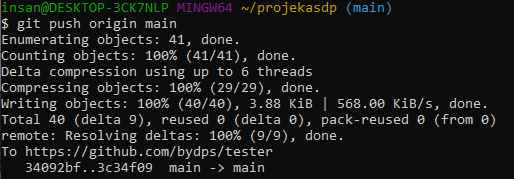 insan@DESKTOP-3CK7NLP MINGW64 ~/projekasdp (main)
$ git push origin main
Enumerating objects: 41, done.
Counting objects: 100% (41/41), done.
Delta compression using up to 6 threads
Compressing objects: 100% (29/29), done.
Writing objects: 100% (40/40), 3.88 KiB | 568.00 KiB/s, done.
Total 40 (delta 9), reused 0 (delta 0), pack-reused 0 (from 0)
remote: Resolving deltas: 100% (9/9), done.
To https://github.com/bydps/tester
   34092bf..3c34f09  main -> main